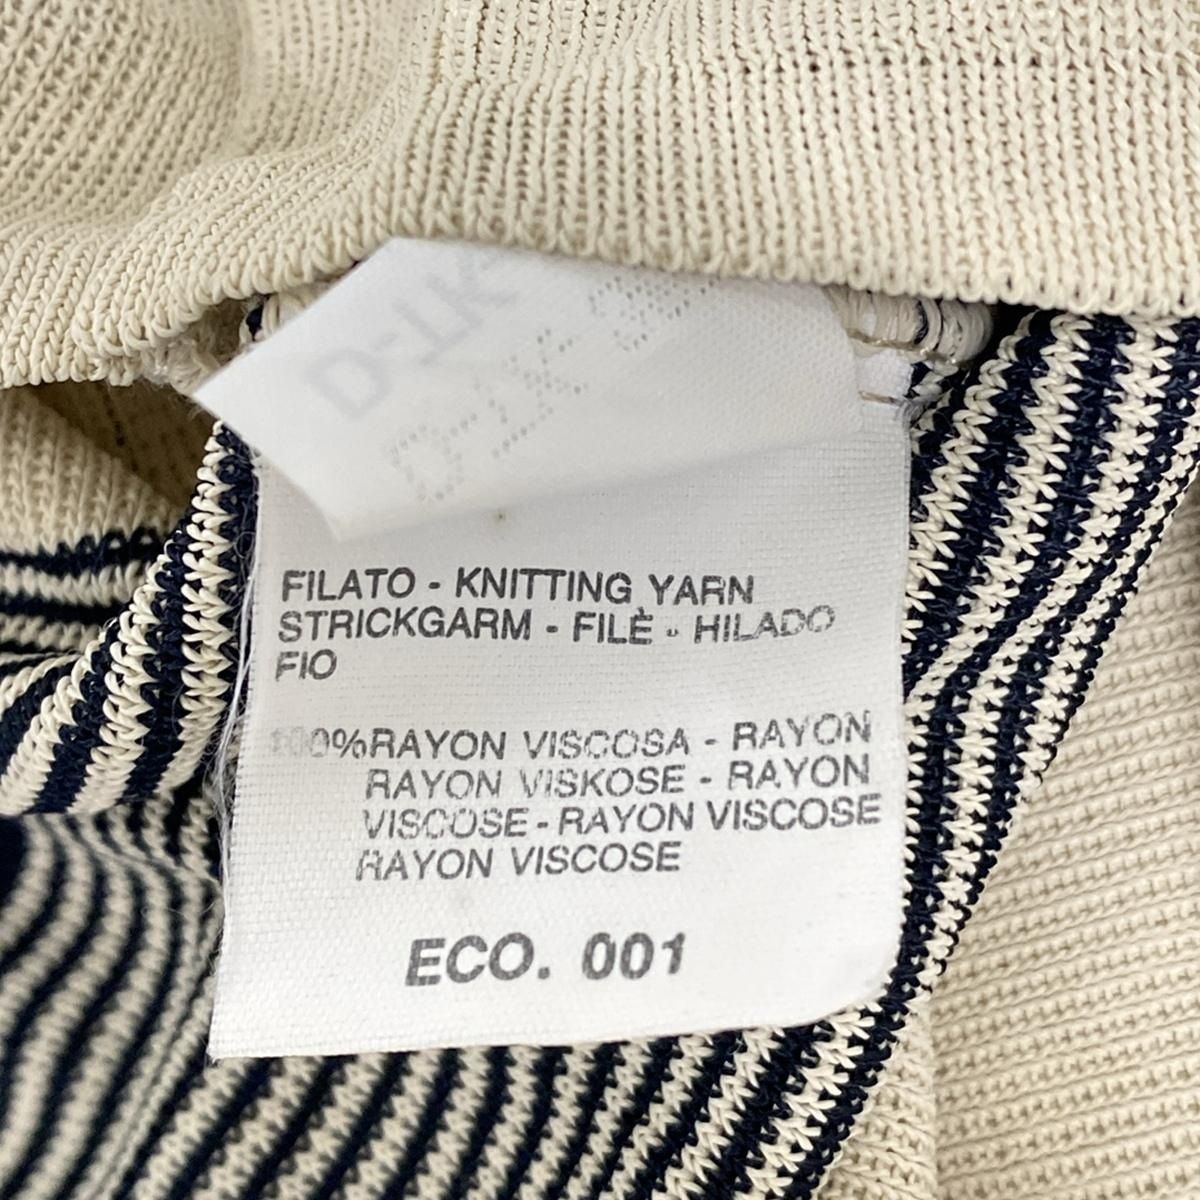 FILATO - KNITTING YARN
STRICKGARM - FILÈ - HILADO
FIO
100%RAYON VISCOSA - RAYON
RAYON VISKOSE - RAYON
VISCOSE - RAYON VISCOSE
RAYON VISCOSE
ECO. 001